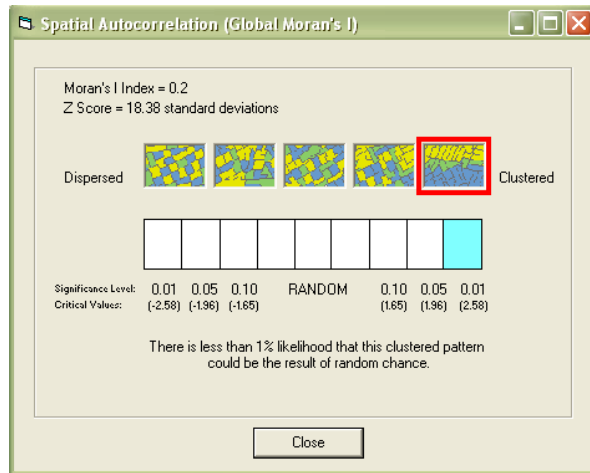 Spatial Autocorrelation (Global Moran's I)
Moran's I Index = 0.2
Z Score = 18.38 standard deviations
Dispersed
Clustered
Significance Level: 0.01 0.05 0.10 RANDOM 0.10 0.05 0.01
Critical Values: (-2.58) (-1.96) (-1.65) (1.65) (1.96) (2.58)
There is less than 1% likelihood that this clustered pattern
could be the result of random chance.
Close